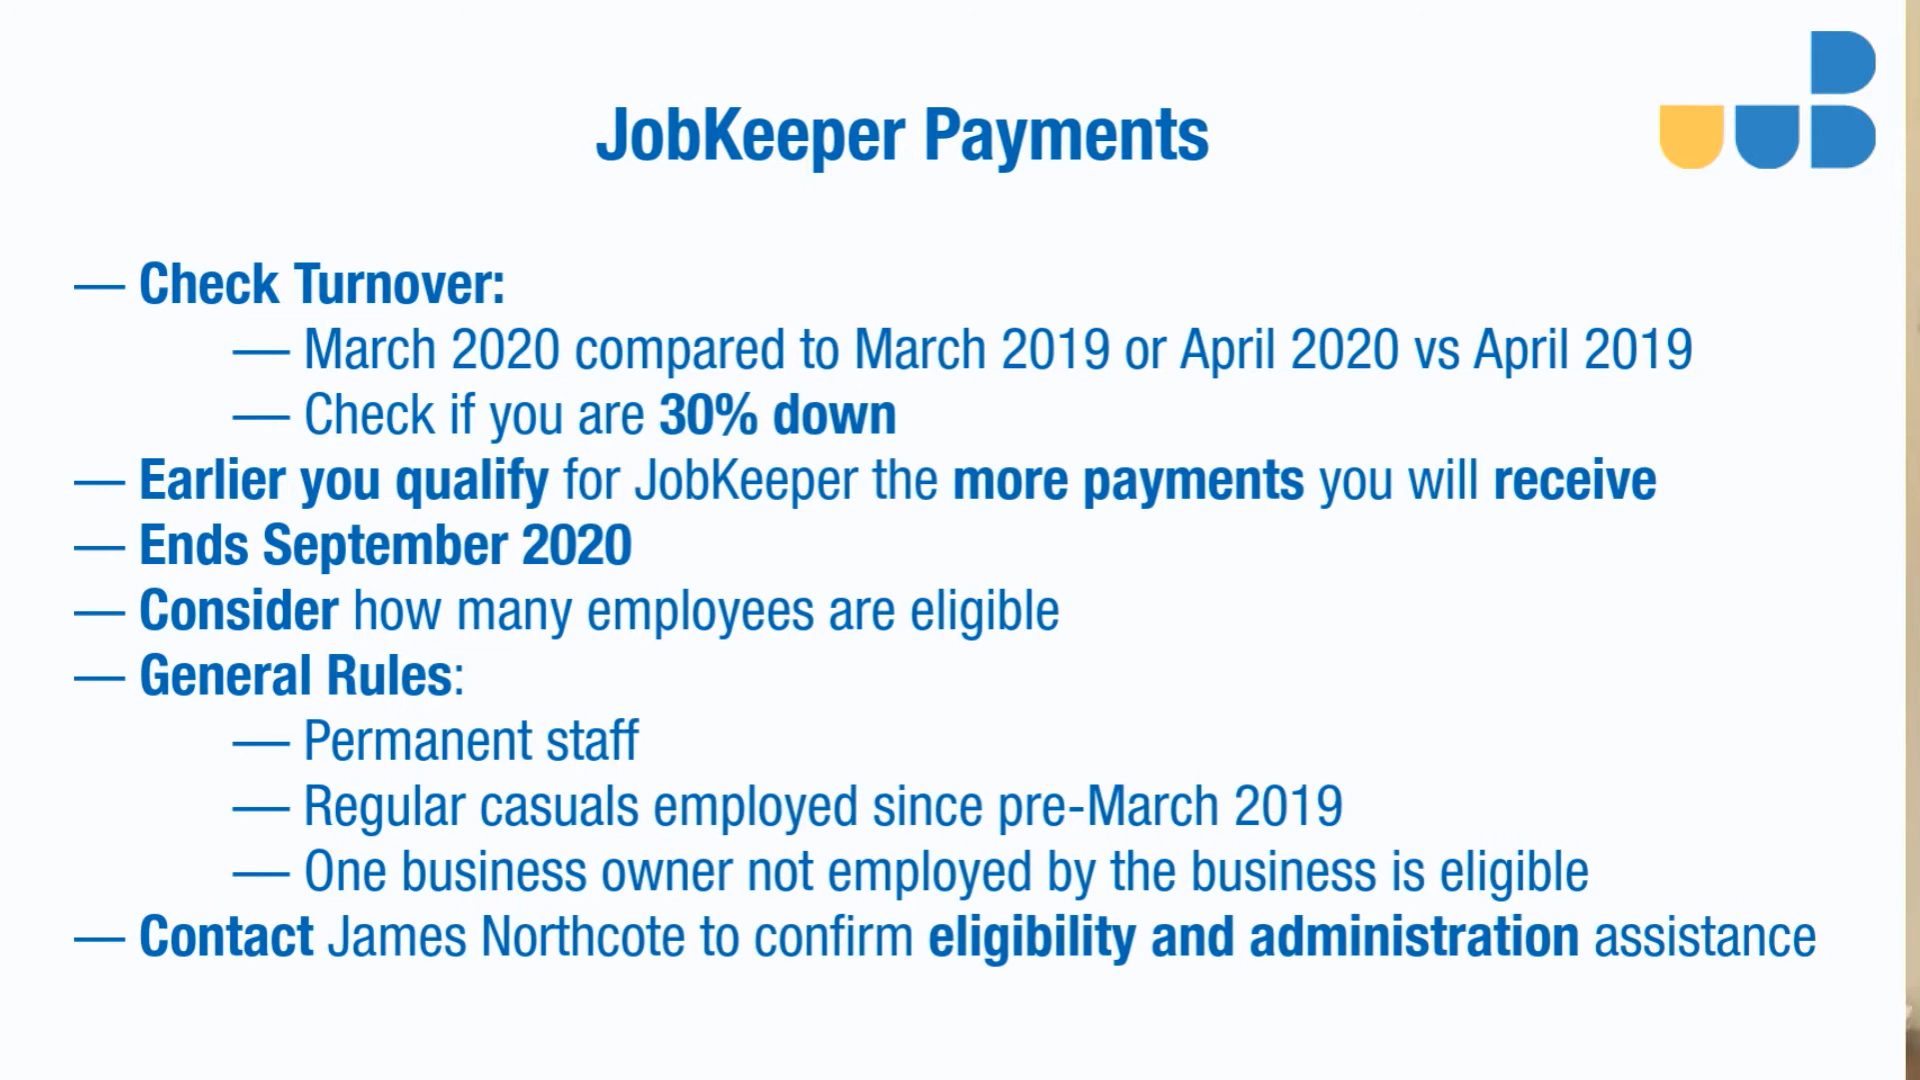 JobKeeper Payments
— Check Turnover:
— March 2020 compared to March 2019 or April 2020 vs April 2019
— Check if you are 30% down
— Earlier you qualify for JobKeeper the more payments you will receive
— Ends September 2020
— Consider how many employees are eligible
— General Rules:
— Permanent staff
— Regular casuals employed since pre-March 2019
— One business owner not employed by the business is eligible
— Contact James Northcote to confirm eligibility and administration assistance